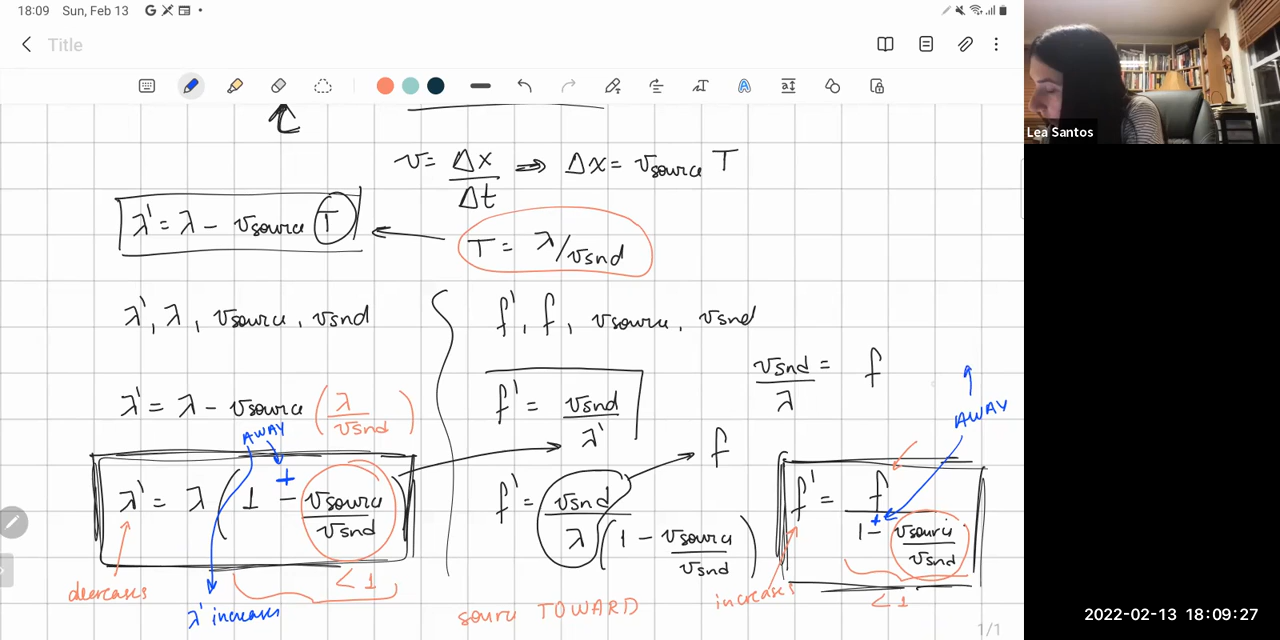 18:09 Sun, Feb 13
Title
Lea Santos
v = Δx/Δt ⇒ Δx = vsource T
λ' = λ − vsource T
T = λ/vsnd
λ', λ, vsource, vsnd
f', f, vsource, vsnd
vsnd/λ = f
λ' = λ − vsource (λ/vsnd)
f' = vsnd/λ'
AWAY
AWAY
f
+
λ' = λ (1 − vsource/vsnd)
f' = vsnd/λ (1 − vsource/vsnd)
f' = f/1 − vsource/vsnd
+
< 1
< 1
decreases
λ' increases
source TOWARD
increases
2022-02-13 18:09:27
1/1